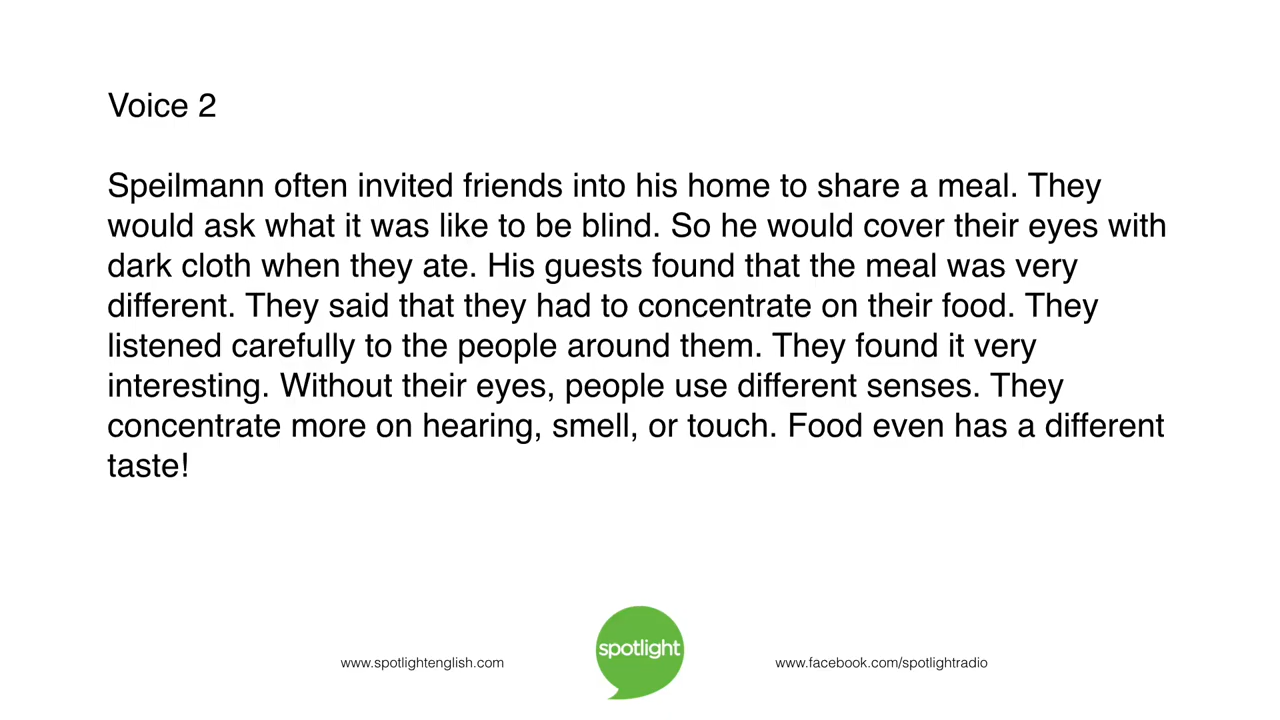 Voice 2
Speilmann often invited friends into his home to share a meal. They
would ask what it was like to be blind. So he would cover their eyes with
dark cloth when they ate. His guests found that the meal was very
different. They said that they had to concentrate on their food. They
listened carefully to the people around them. They found it very
interesting. Without their eyes, people use different senses. They
concentrate more on hearing, smell, or touch. Food even has a different
taste!
www.spotlightenglish.com
spotlight
www.facebook.com/spotlightradio